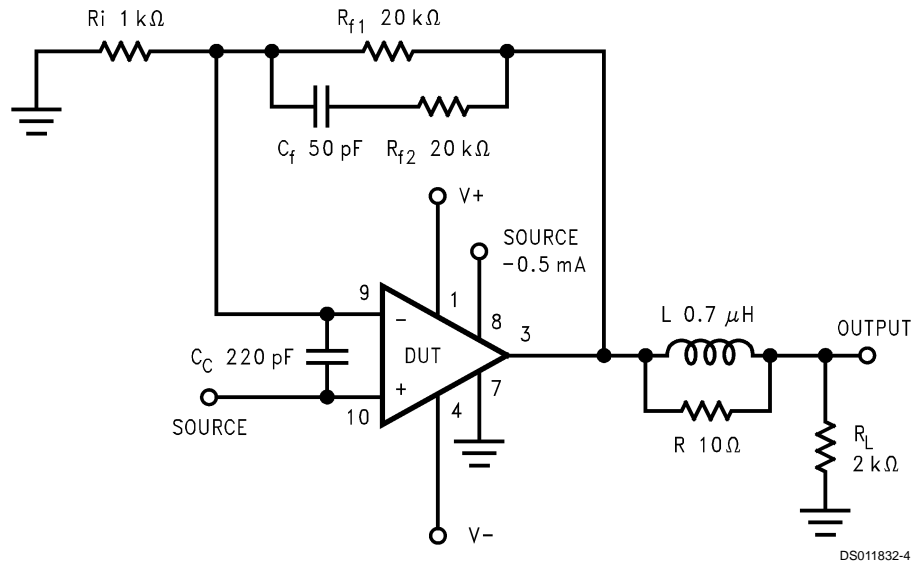 Ri 1 kΩ
Rf1 20 kΩ
Cf 50 pF
Rf2 20 kΩ
V+
SOURCE
-0.5 mA
9
1
8
3
L 0.7 μH
OUTPUT
−
DUT
CC 220 pF
+
10
4
7
SOURCE
R 10Ω
RL
2 kΩ
V-
DS011832-4